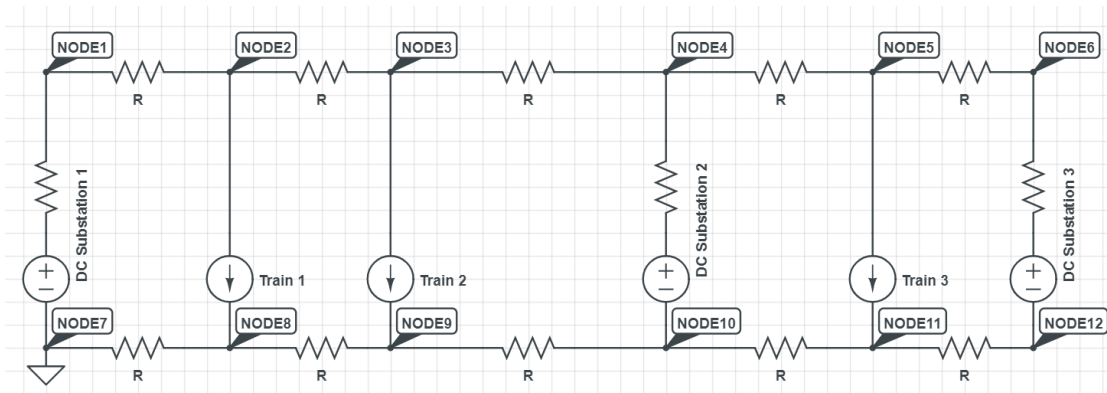 NODE1
NODE2
NODE3
NODE4
NODE5
NODE6
R
R
R
R
R
DC Substation 1
DC Substation 2
DC Substation 3
+
−
Train 1
Train 2
+
−
Train 3
+
−
NODE7
NODE8
NODE9
NODE10
NODE11
NODE12
R
R
R
R
R